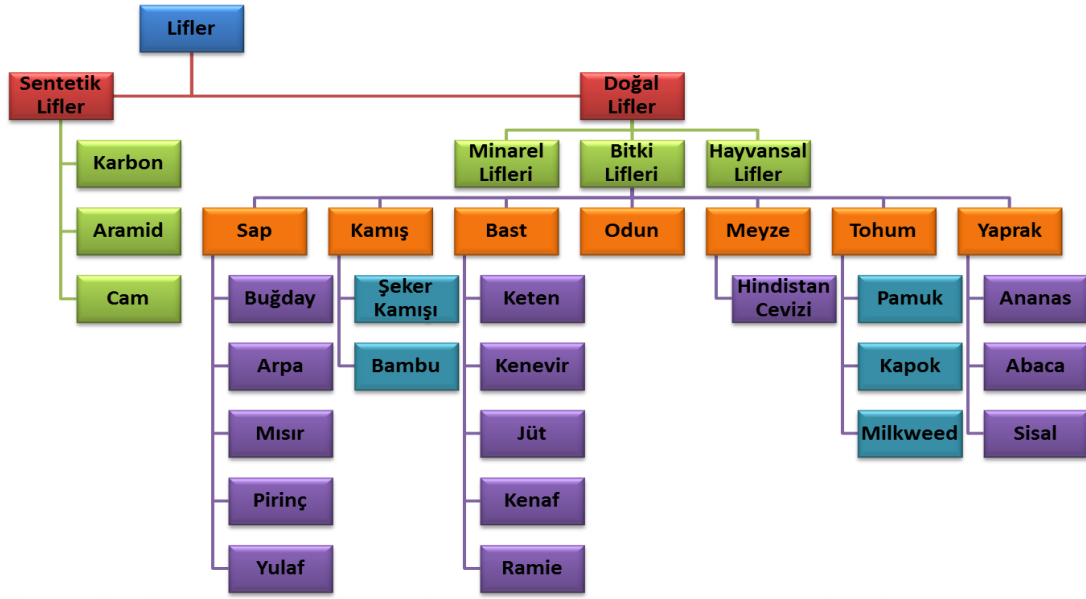 Lifler
Sentetik
Lifler
Doğal
Lifler
Karbon
Aramid
Cam
Minarel
Lifleri
Bitki
Lifleri
Hayvansal
Lifler
Sap
Kamış
Bast
Odun
Meyze
Tohum
Yaprak
Buğday
Arpa
Mısır
Pirinç
Yulaf
Şeker
Kamışı
Bambu
Keten
Kenevir
Jüt
Kenaf
Ramie
Hindistan
Cevizi
Pamuk
Kapok
Milkweed
Ananas
Abaca
Sisal